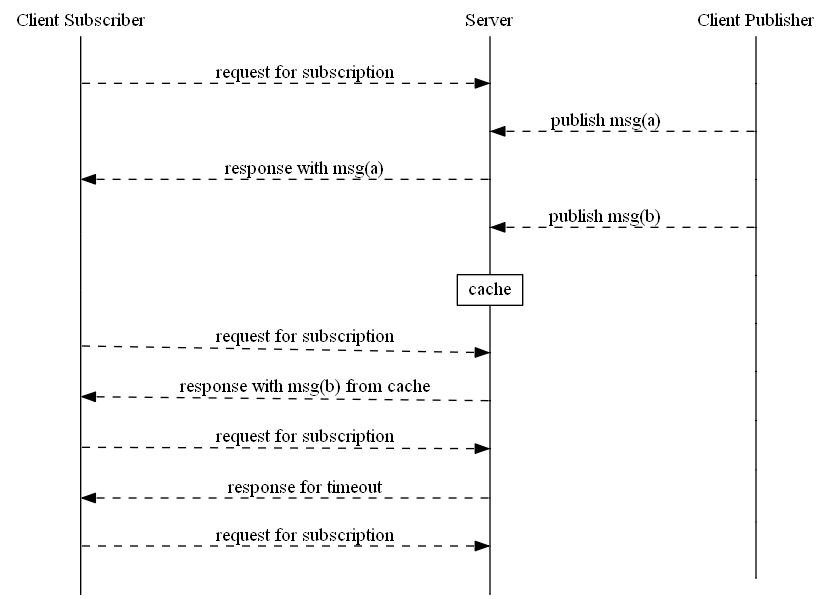 Client Subscriber
Server
Client Publisher
request for subscription
publish msg(a)
response with msg(a)
publish msg(b)
cache
request for subscription
response with msg(b) from cache
request for subscription
response for timeout
request for subscription